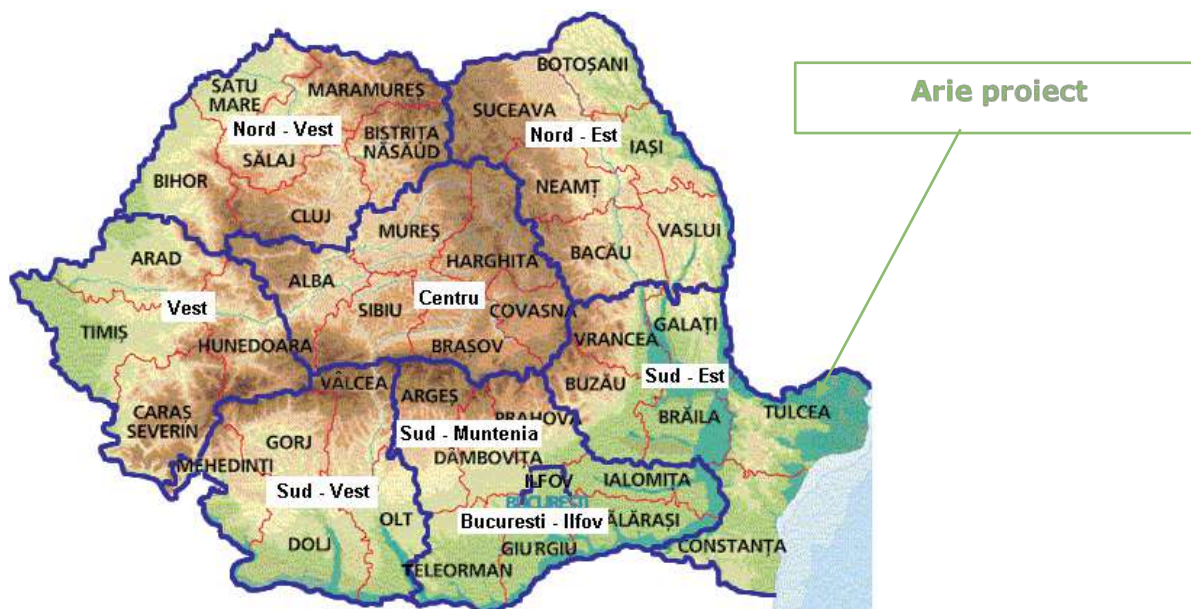 BOTOȘANI
SATU
MARE
MARAMUREȘ
SUCEAVA
Arie proiect
Nord - Vest
Nord - Est
BISTRIȚA
NĂSĂUD
IAȘI
SĂLAJ
BIHOR
NEAMȚ
CLUJ
MUREȘ
VASLUI
BACĂU
ARAD
HARGHITA
ALBA
Vest
Centru
SIBIU
COVASNA
GALAȚI
TIMIȘ
HUNEDOARA
BRAȘOV
VRANCEA
VÂLCEA
BUZĂU
Sud - Est
ARGEȘ
TULCEA
CARAȘ
SEVERIN
PRAHOVA
BRĂILA
GORJ
Sud - Muntenia
DÂMBOVIȚA
MEHEDINȚI
ILFOV
IALOMIȚA
Sud - Vest
BUCUREȘTI
OLT
Bucuresti - Ilfov
ĂLĂRAȘI
DOLJ
GIURGIU
CONSTANȚA
TELEORMAN